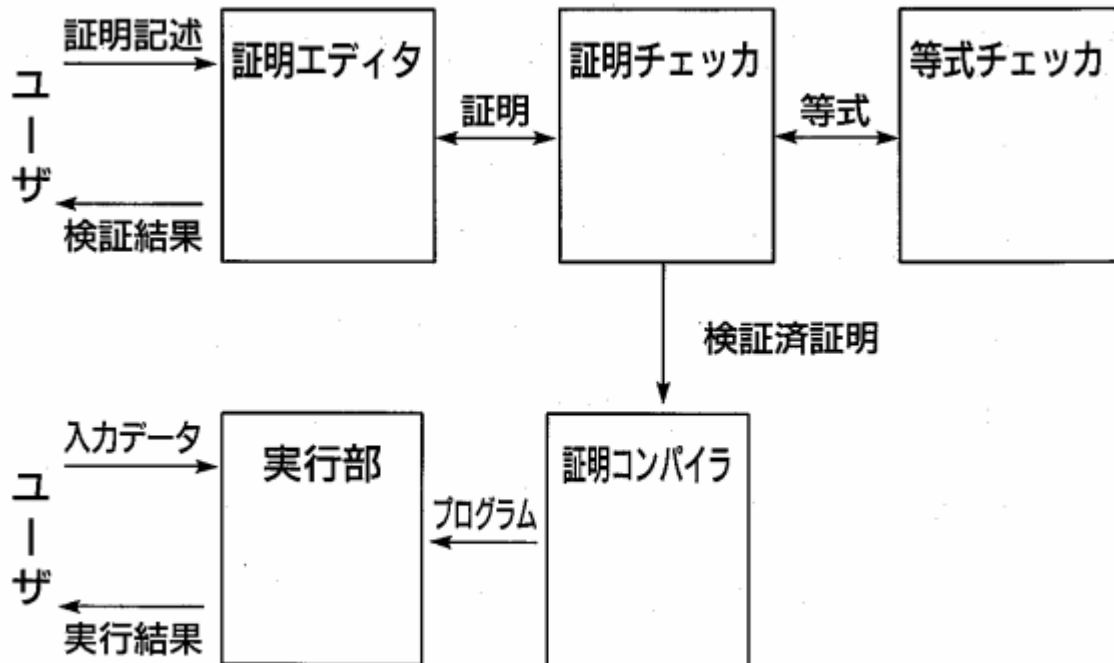 証明記述
証明エディタ
証明チェッカ
等式チェッカ
ユーザ
証明
等式
検証結果
検証済証明
入力データ
実行部
証明コンパイラ
ユーザ
プログラム
実行結果